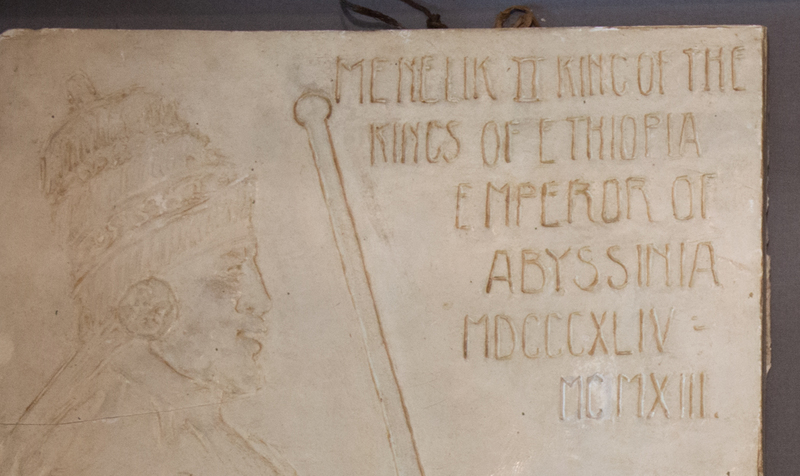 MENELIK II KING OF THE
KINGS OF ETHIOPIA
EMPEROR OF
ABYSSINIA
MDCCCXLIV -
MCMXIII.